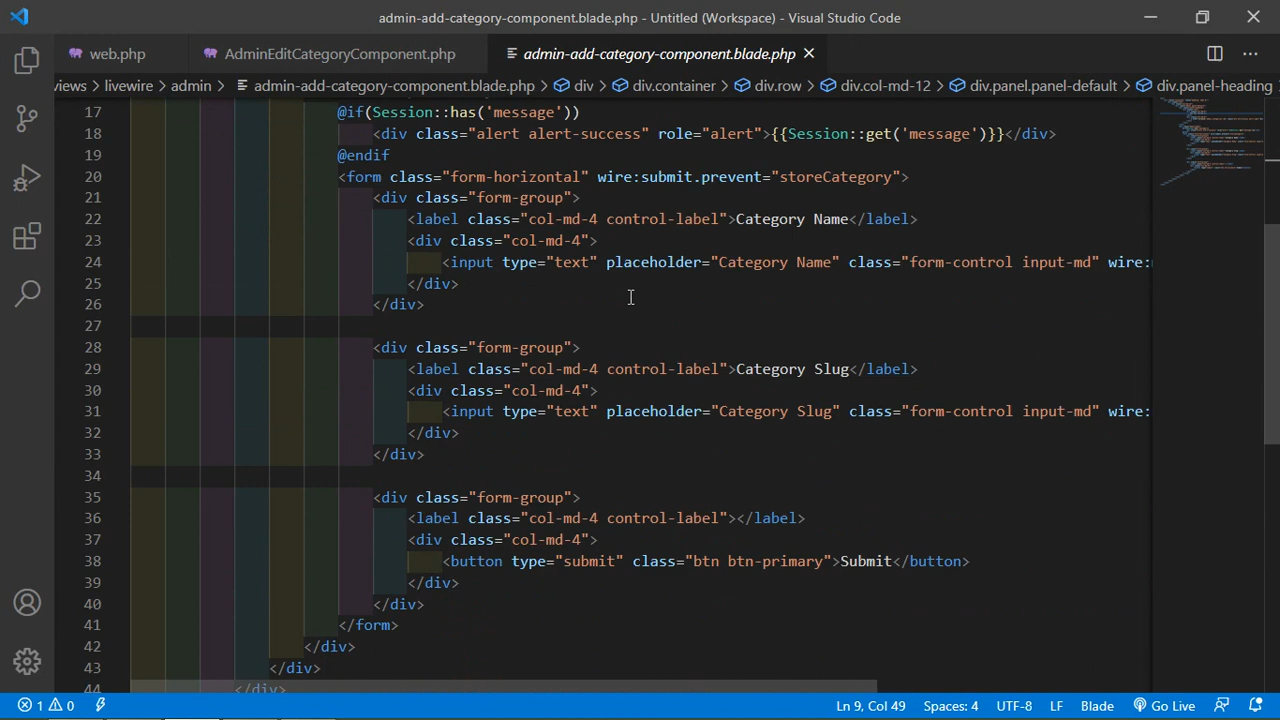 admin-add-category-component.blade.php - Untitled (Workspace) - Visual Studio Code
web.php
AdminEditCategoryComponent.php
admin-add-category-component.blade.php
views > livewire > admin > admin-add-category-component.blade.php > div > div.container > div.row > div.col-md-12 > div.panel.panel-default > div.panel-heading
17 @if(Session::has('message'))
18 <div class="alert alert-success" role="alert">{{Session::get('message')}}</div>
19 @endif
20 <form class="form-horizontal" wire:submit.prevent="storeCategory">
21 <div class="form-group">
22 <label class="col-md-4 control-label">Category Name</label>
23 <div class="col-md-4">
24 <input type="text" placeholder="Category Name" class="form-control input-md" wire:
25 </div>
26 </div>
27
28 <div class="form-group">
29 <label class="col-md-4 control-label">Category Slug</label>
30 <div class="col-md-4">
31 <input type="text" placeholder="Category Slug" class="form-control input-md" wire:
32 </div>
33 </div>
34
35 <div class="form-group">
36 <label class="col-md-4 control-label"></label>
37 <div class="col-md-4">
38 <button type="submit" class="btn btn-primary">Submit</button>
39 </div>
40 </div>
41 </form>
42 </div>
43 </div>
44 </div>
1 0
Ln 9, Col 49
Spaces: 4
UTF-8
LF
Blade
Go Live